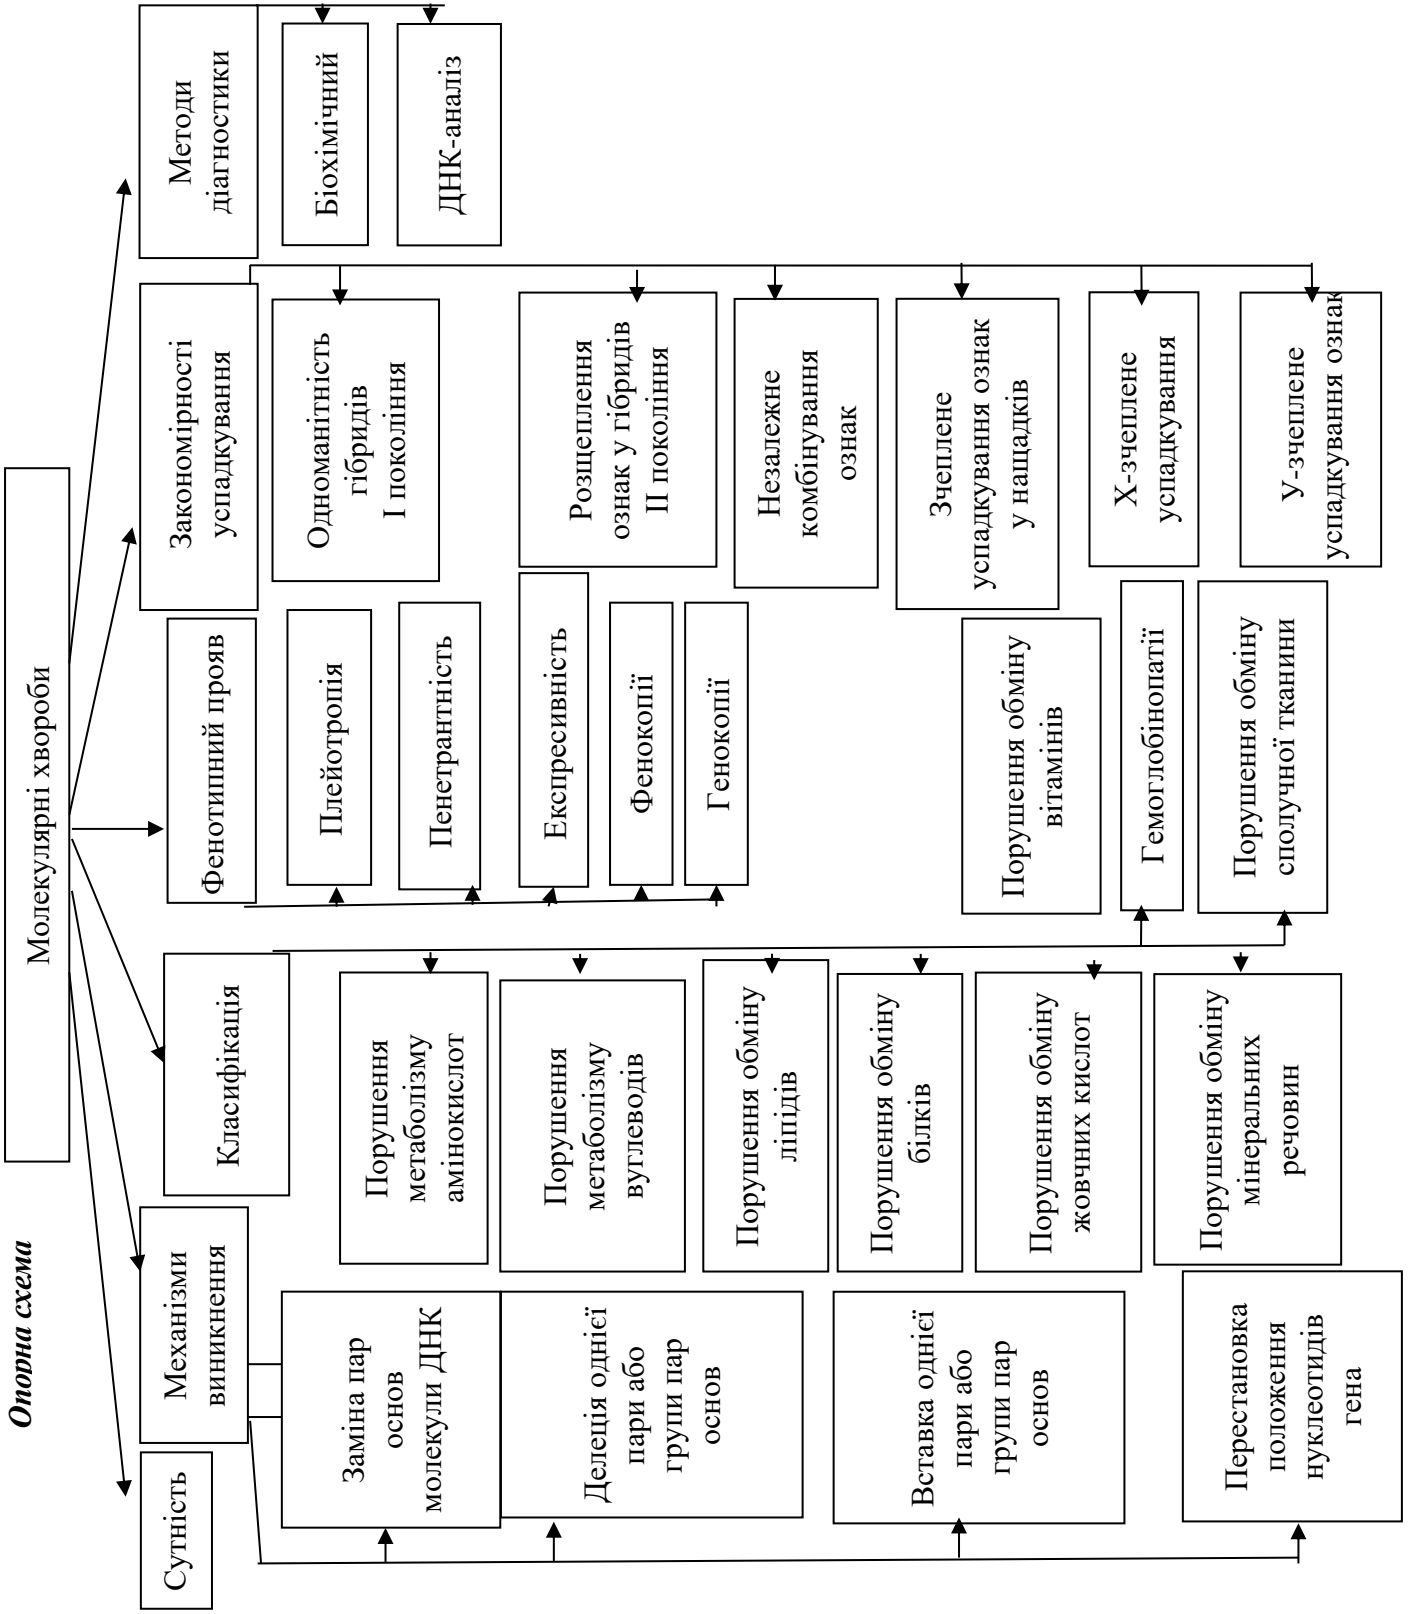 Опорна схема
Молекулярні хвороби
Сутність
Механізми
виникнення
Класифікація
Фенотипний прояв
Закономірності
успадкування
Методи
діагностики
Заміна пар
основ
молекули ДНК
Делеція однієї
пари або
групи пар
основ
Вставка однієї
пари або
групи пар
основ
Перестановка
положення
нуклеотидів
гена
Порушення
метаболізму
амінокислот
Порушення
метаболізму
вуглеводів
Порушення обміну
ліпідів
Порушення обміну
білків
Порушення обміну
жовчних кислот
Порушення обміну
мінеральних
речовин
Порушення обміну
вітамінів
Гемоглобінопатії
Порушення обміну
сполучної тканини
Плейотропія
Пенетрантність
Експресивність
Фенокопії
Генокопії
Одноманітність
гібридів
І покоління
Розщеплення
ознак у гібридів
ІІ покоління
Незалежне
комбінування
ознак
Зчеплене
успадкування ознак
у нащадків
Х-зчеплене
успадкування
У-зчеплене
успадкування ознак
Біохімічний
ДНК-аналіз